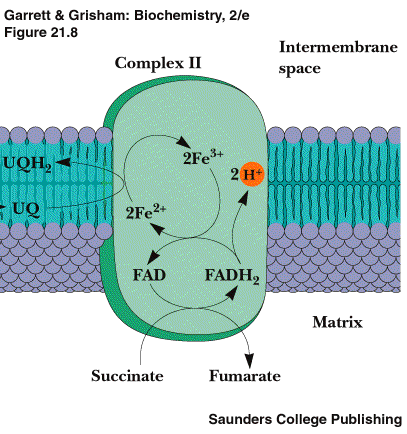 Garrett & Grisham: Biochemistry, 2/e
Figure 21.8
Intermembrane
space
Complex II
UQH₂
UQ
2Fe³⁺
2 H⁺
2Fe²⁺
FAD
FADH₂
Matrix
Succinate
Fumarate
Saunders College Publishing